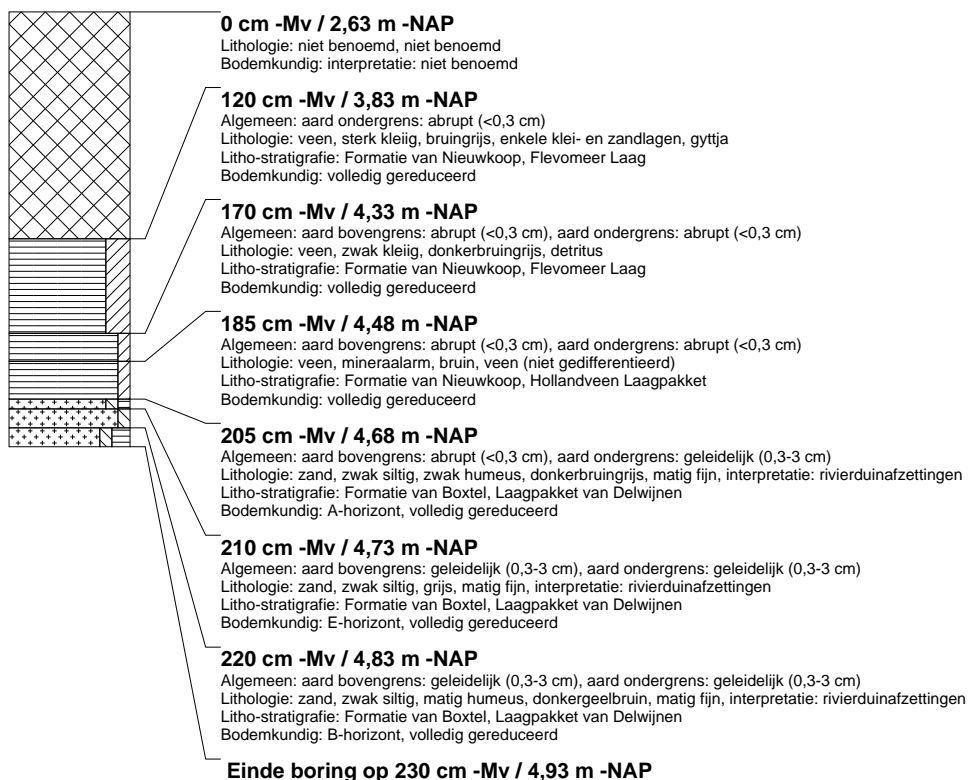 0 cm -Mv / 2,63 m -NAP
Lithologie: niet benoemd, niet benoemd
Bodemkundig: interpretatie: niet benoemd
120 cm -Mv / 3,83 m -NAP
Algemeen: aard ondergrens: abrupt (<0,3 cm)
Lithologie: veen, sterk kleiig, bruingrijs, enkele klei- en zandlagen, gyttja
Litho-stratigrafie: Formatie van Nieuwkoop, Flevomeer Laag
Bodemkundig: volledig gereduceerd
170 cm -Mv / 4,33 m -NAP
Algemeen: aard bovengrens: abrupt (<0,3 cm), aard ondergrens: abrupt (<0,3 cm)
Lithologie: veen, zwak kleiig, donkerbruingrijs, detritus
Litho-stratigrafie: Formatie van Nieuwkoop, Flevomeer Laag
Bodemkundig: volledig gereduceerd
185 cm -Mv / 4,48 m -NAP
Algemeen: aard bovengrens: abrupt (<0,3 cm), aard ondergrens: abrupt (<0,3 cm)
Lithologie: veen, mineraalarm, bruin, veen (niet gedifferentieerd)
Litho-stratigrafie: Formatie van Nieuwkoop, Hollandveen Laagpakket
Bodemkundig: volledig gereduceerd
205 cm -Mv / 4,68 m -NAP
Algemeen: aard bovengrens: abrupt (<0,3 cm), aard ondergrens: geleidelijk (0,3-3 cm)
Lithologie: zand, zwak siltig, zwak humeus, donkerbruingrijs, matig fijn, interpretatie: rivierduinafzettingen
Litho-stratigrafie: Formatie van Boxtel, Laagpakket van Delwijnen
Bodemkundig: A-horizont, volledig gereduceerd
210 cm -Mv / 4,73 m -NAP
Algemeen: aard bovengrens: geleidelijk (0,3-3 cm), aard ondergrens: geleidelijk (0,3-3 cm)
Lithologie: zand, zwak siltig, grijs, matig fijn, interpretatie: rivierduinafzettingen
Litho-stratigrafie: Formatie van Boxtel, Laagpakket van Delwijnen
Bodemkundig: E-horizont, volledig gereduceerd
220 cm -Mv / 4,83 m -NAP
Algemeen: aard bovengrens: geleidelijk (0,3-3 cm), aard ondergrens: geleidelijk (0,3-3 cm)
Lithologie: zand, zwak siltig, matig humeus, donkergeelbruin, matig fijn, interpretatie: rivierduinafzettingen
Litho-stratigrafie: Formatie van Boxtel, Laagpakket van Delwijnen
Bodemkundig: B-horizont, volledig gereduceerd
Einde boring op 230 cm -Mv / 4,93 m -NAP